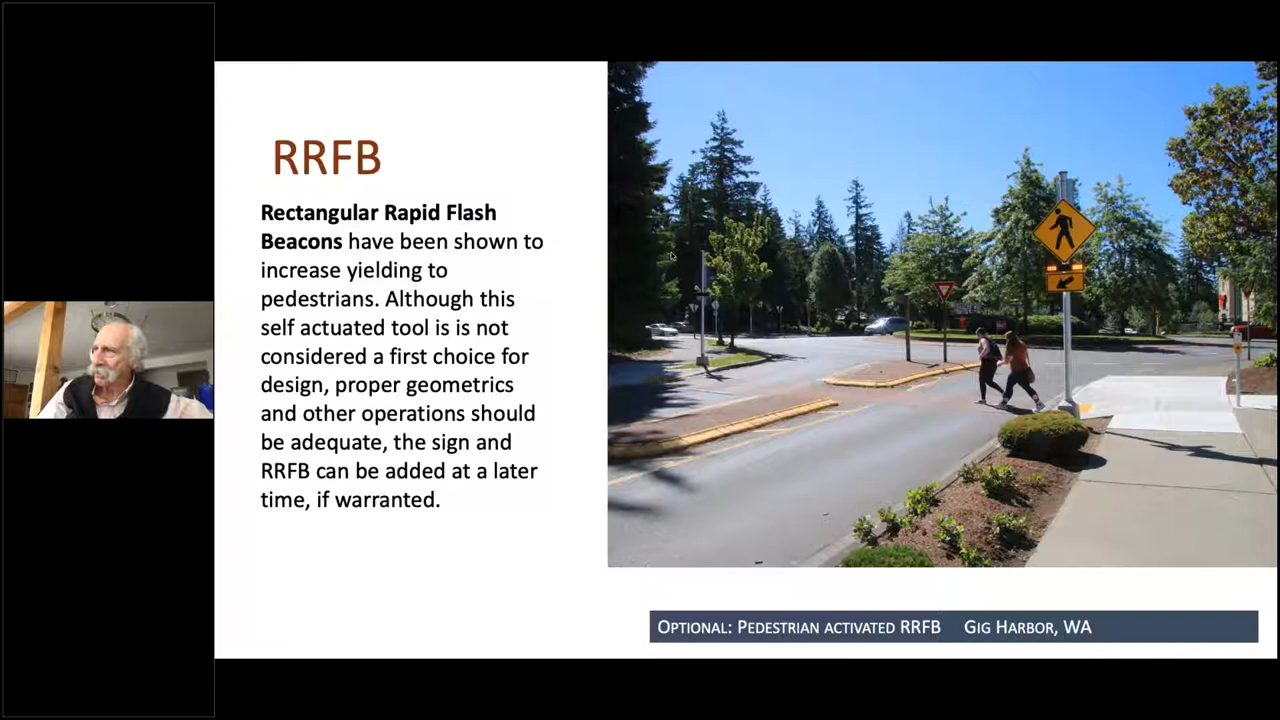 RRFB
Rectangular Rapid Flash
Beacons have been shown to
increase yielding to
pedestrians. Although this
self actuated tool is is not
considered a first choice for
design, proper geometrics
and other operations should
be adequate, the sign and
RRFB can be added at a later
time, if warranted.
OPTIONAL: PEDESTRIAN ACTIVATED RRFB GIG HARBOR, WA